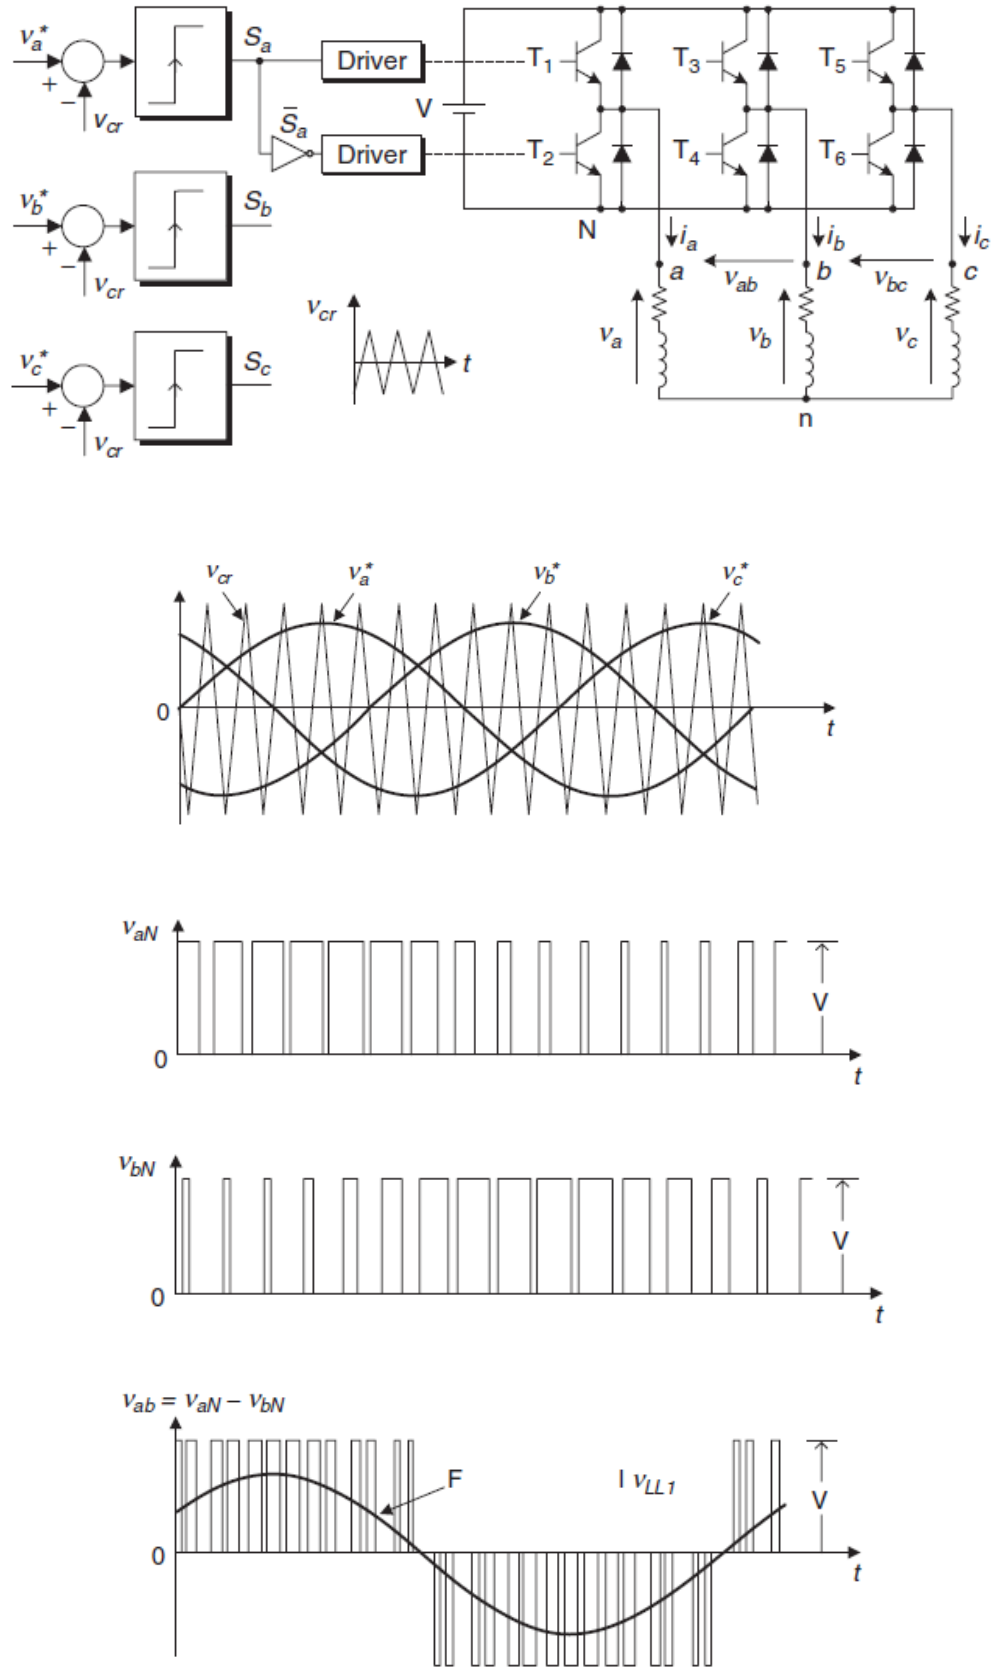 v_a^*
+
−
v_cr
S_a
S̄_a
Driver
Driver
V
T_1
T_3
T_5
T_2
T_4
T_6
N
i_a
i_b
i_c
a
b
c
v_ab
v_bc
v_a
v_b
v_c
n
v_b^*
+
−
v_cr
S_b
v_c^*
+
−
v_cr
S_c
v_cr
t
v_cr
v_a^*
v_b^*
v_c^*
0
t
v_aN
V
0
t
v_bN
V
0
t
v_ab = v_aN − v_bN
F
I v_LL1
V
0
t